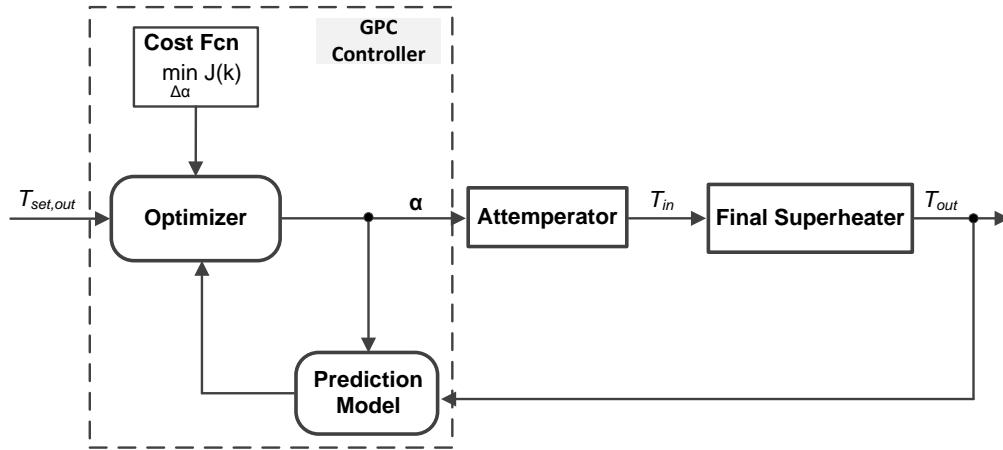 GPC
Controller
Cost Fcn
min J(k)
Δα
T_set,out
Optimizer
α
Attemperator
T_in
Final Superheater
T_out
Prediction
Model